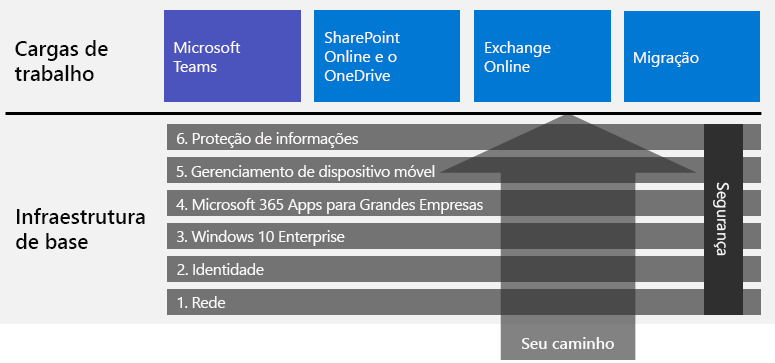 Cargas de
trabalho
Microsoft
Teams
SharePoint
Online e o
OneDrive
Exchange
Online
Migração
Infraestrutura
de base
6. Proteção de informações
5. Gerenciamento de dispositivo móvel
4. Microsoft 365 Apps para Grandes Empresas
3. Windows 10 Enterprise
2. Identidade
1. Rede
Segurança
Seu caminho